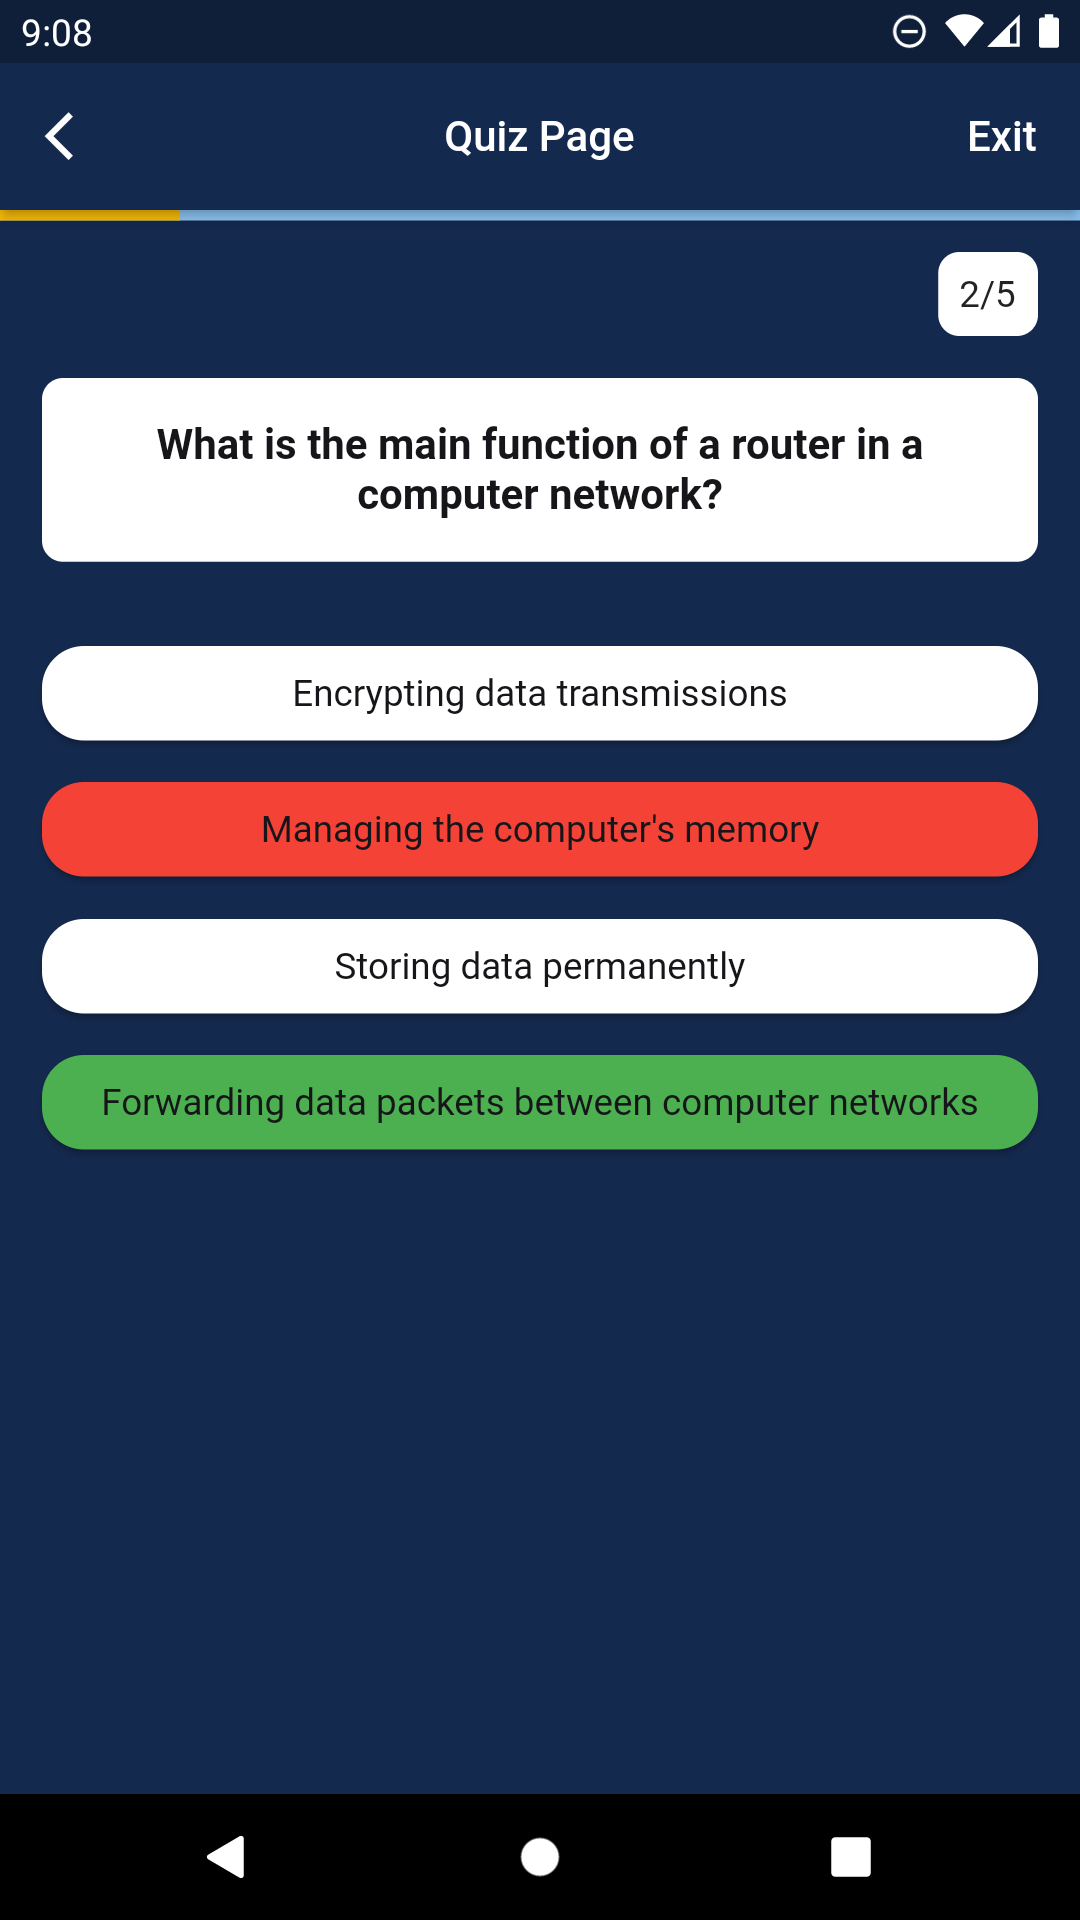 9:08
Quiz Page
Exit
2/5
What is the main function of a router in a
computer network?
Encrypting data transmissions
Managing the computer's memory
Storing data permanently
Forwarding data packets between computer networks